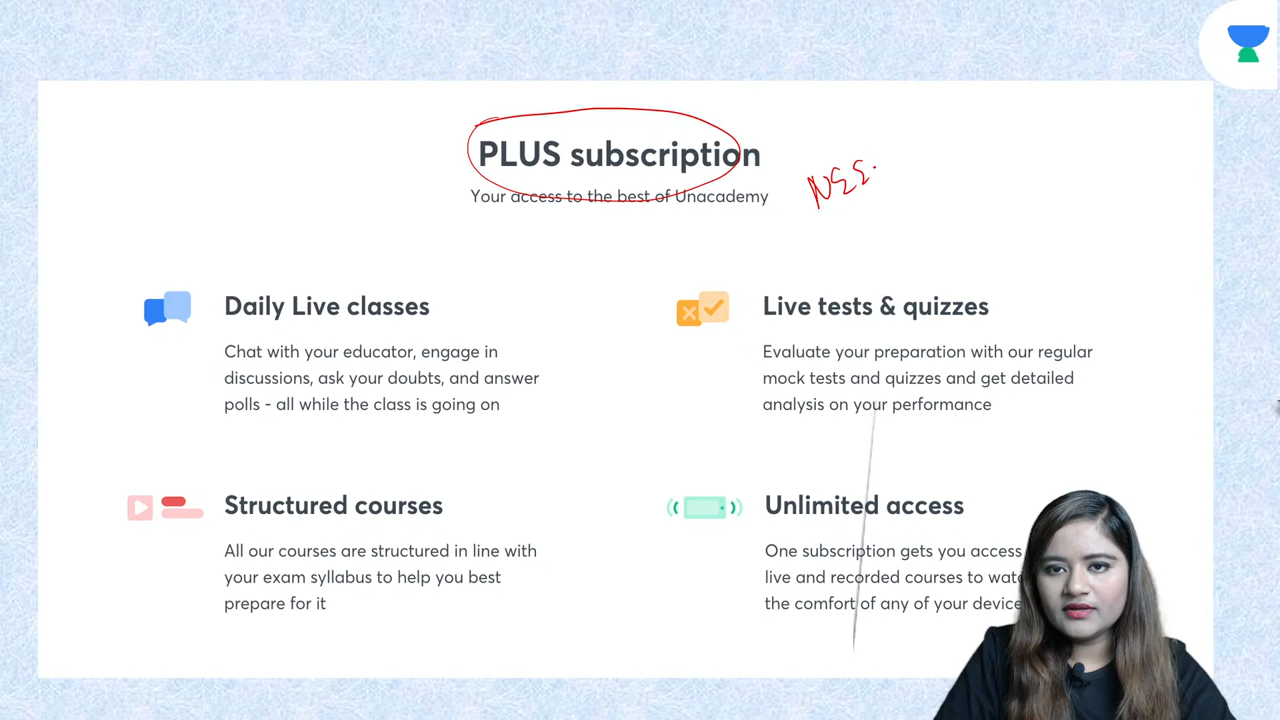 PLUS subscription
Your access to the best of Unacademy
NEE
Daily Live classes
Chat with your educator, engage in
discussions, ask your doubts, and answer
polls - all while the class is going on
Live tests & quizzes
Evaluate your preparation with our regular
mock tests and quizzes and get detailed
analysis on your performance
Structured courses
All our courses are structured in line with
your exam syllabus to help you best
prepare for it
Unlimited access
One subscription gets you access
live and recorded courses to
the comfort of any of your